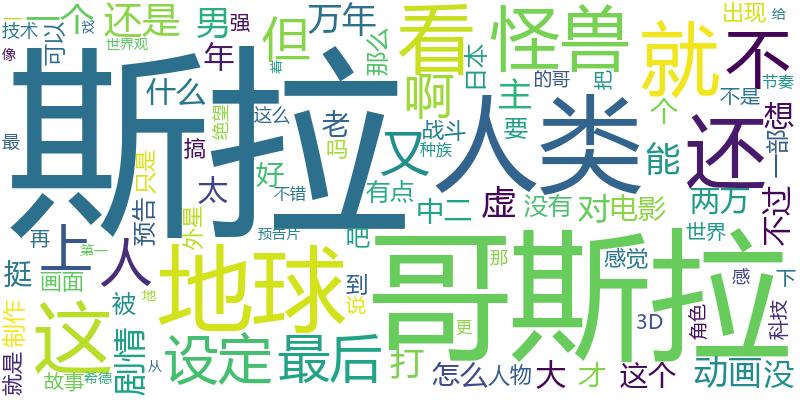 一个
还是
男
强
万年
但
看
怪兽
出现
给
技术
戏
可以
像
世界观
年
着
那么
日本
就
不
的哥
把
节奏
斯拉
什么
啊
主
最
绝望
这么
老
战斗
要
个
不是
想
一部
人类
还
搞
吗
又
种族
能
只是
太
好
不错
有点
中二
虚
没有
对
电影
两万
不过
预告
外星
再
上
人
预告片
吧
第一
挺
画面
地球
到
哥斯拉
那
感觉
世界
感
下
被
地
说
更
3D
角色
科技
制作
这
剧情
设定
最后
打
就是
故事
希德
从
怎么
人物
大
才
这个
动画
没